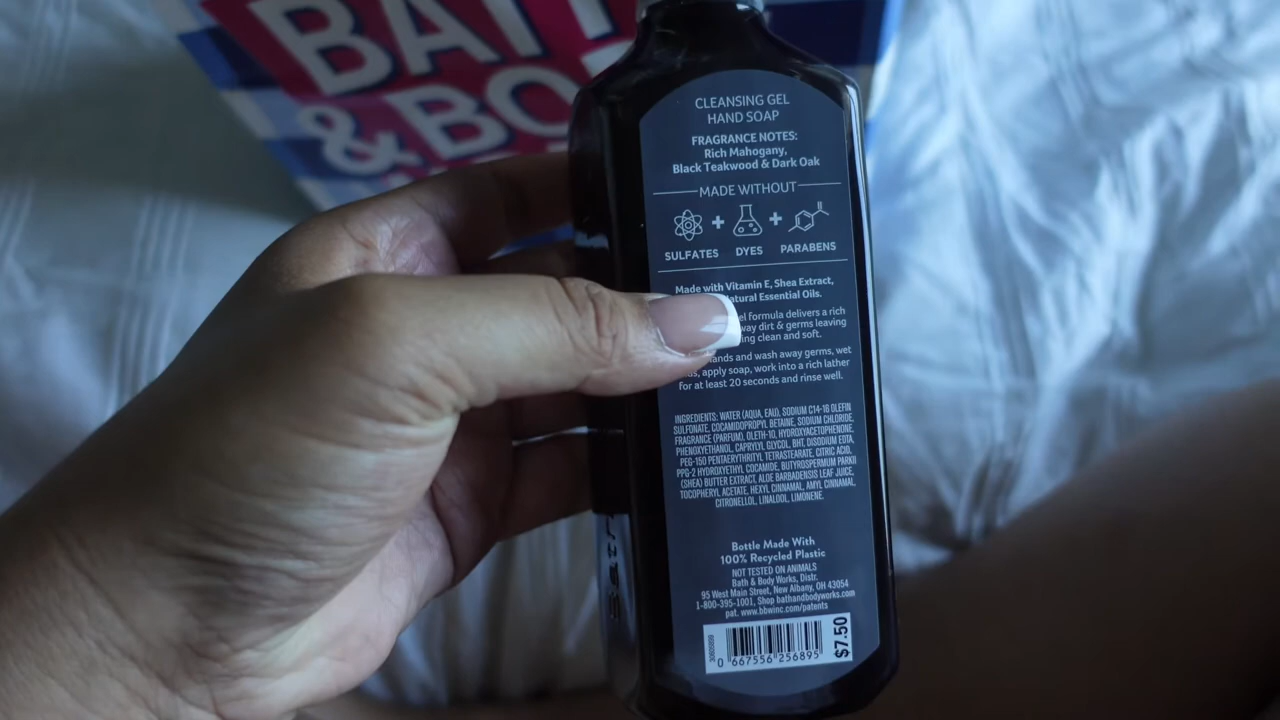 BAT
& BO
CLEANSING GEL
HAND SOAP
FRAGRANCE NOTES:
Rich Mahogany,
Black Teakwood & Dark Oak
MADE WITHOUT
SULFATES + DYES + PARABENS
Made with Vitamin E, Shea Extract,
atural Essential Oils.
el formula delivers a rich
way dirt & germs leaving
ing clean and soft.
ands and wash away germs, wet
s, apply soap, work into a rich lather
for at least 20 seconds and rinse well.
INGREDIENTS: WATER (AQUA, EAU), SODIUM C14-16 OLEFIN
SULFONATE, COCAMIDOPROPYL BETAINE, SODIUM CHLORIDE,
FRAGRANCE (PARFUM), OLETH-10, HYDROXYACETOPHENONE,
PHENOXYETHANOL, CAPRYLYL GLYCOL, BHT, DISODIUM EDTA,
PEG-150 PENTAERYTHRITYL TETRASTEARATE, CITRIC ACID,
PPG-2 HYDROXYETHYL COCAMIDE, BUTYROSPERMUM PARKII
(SHEA) BUTTER EXTRACT, ALOE BARBADENSIS LEAF JUICE,
TOCOPHERYL ACETATE, HEXYL CINNAMAL, AMYL CINNAMAL,
CITRONELLOL, LINALOOL, LIMONENE.
Bottle Made With
100% Recycled Plastic
NOT TESTED ON ANIMALS
Bath & Body Works, Distr.
95 West Main Street, New Albany, OH 43054
1-800-395-1001, Shop bathandbodyworks.com
pat. www.bbwinc.com/patents
0 667556 256895
$7.50